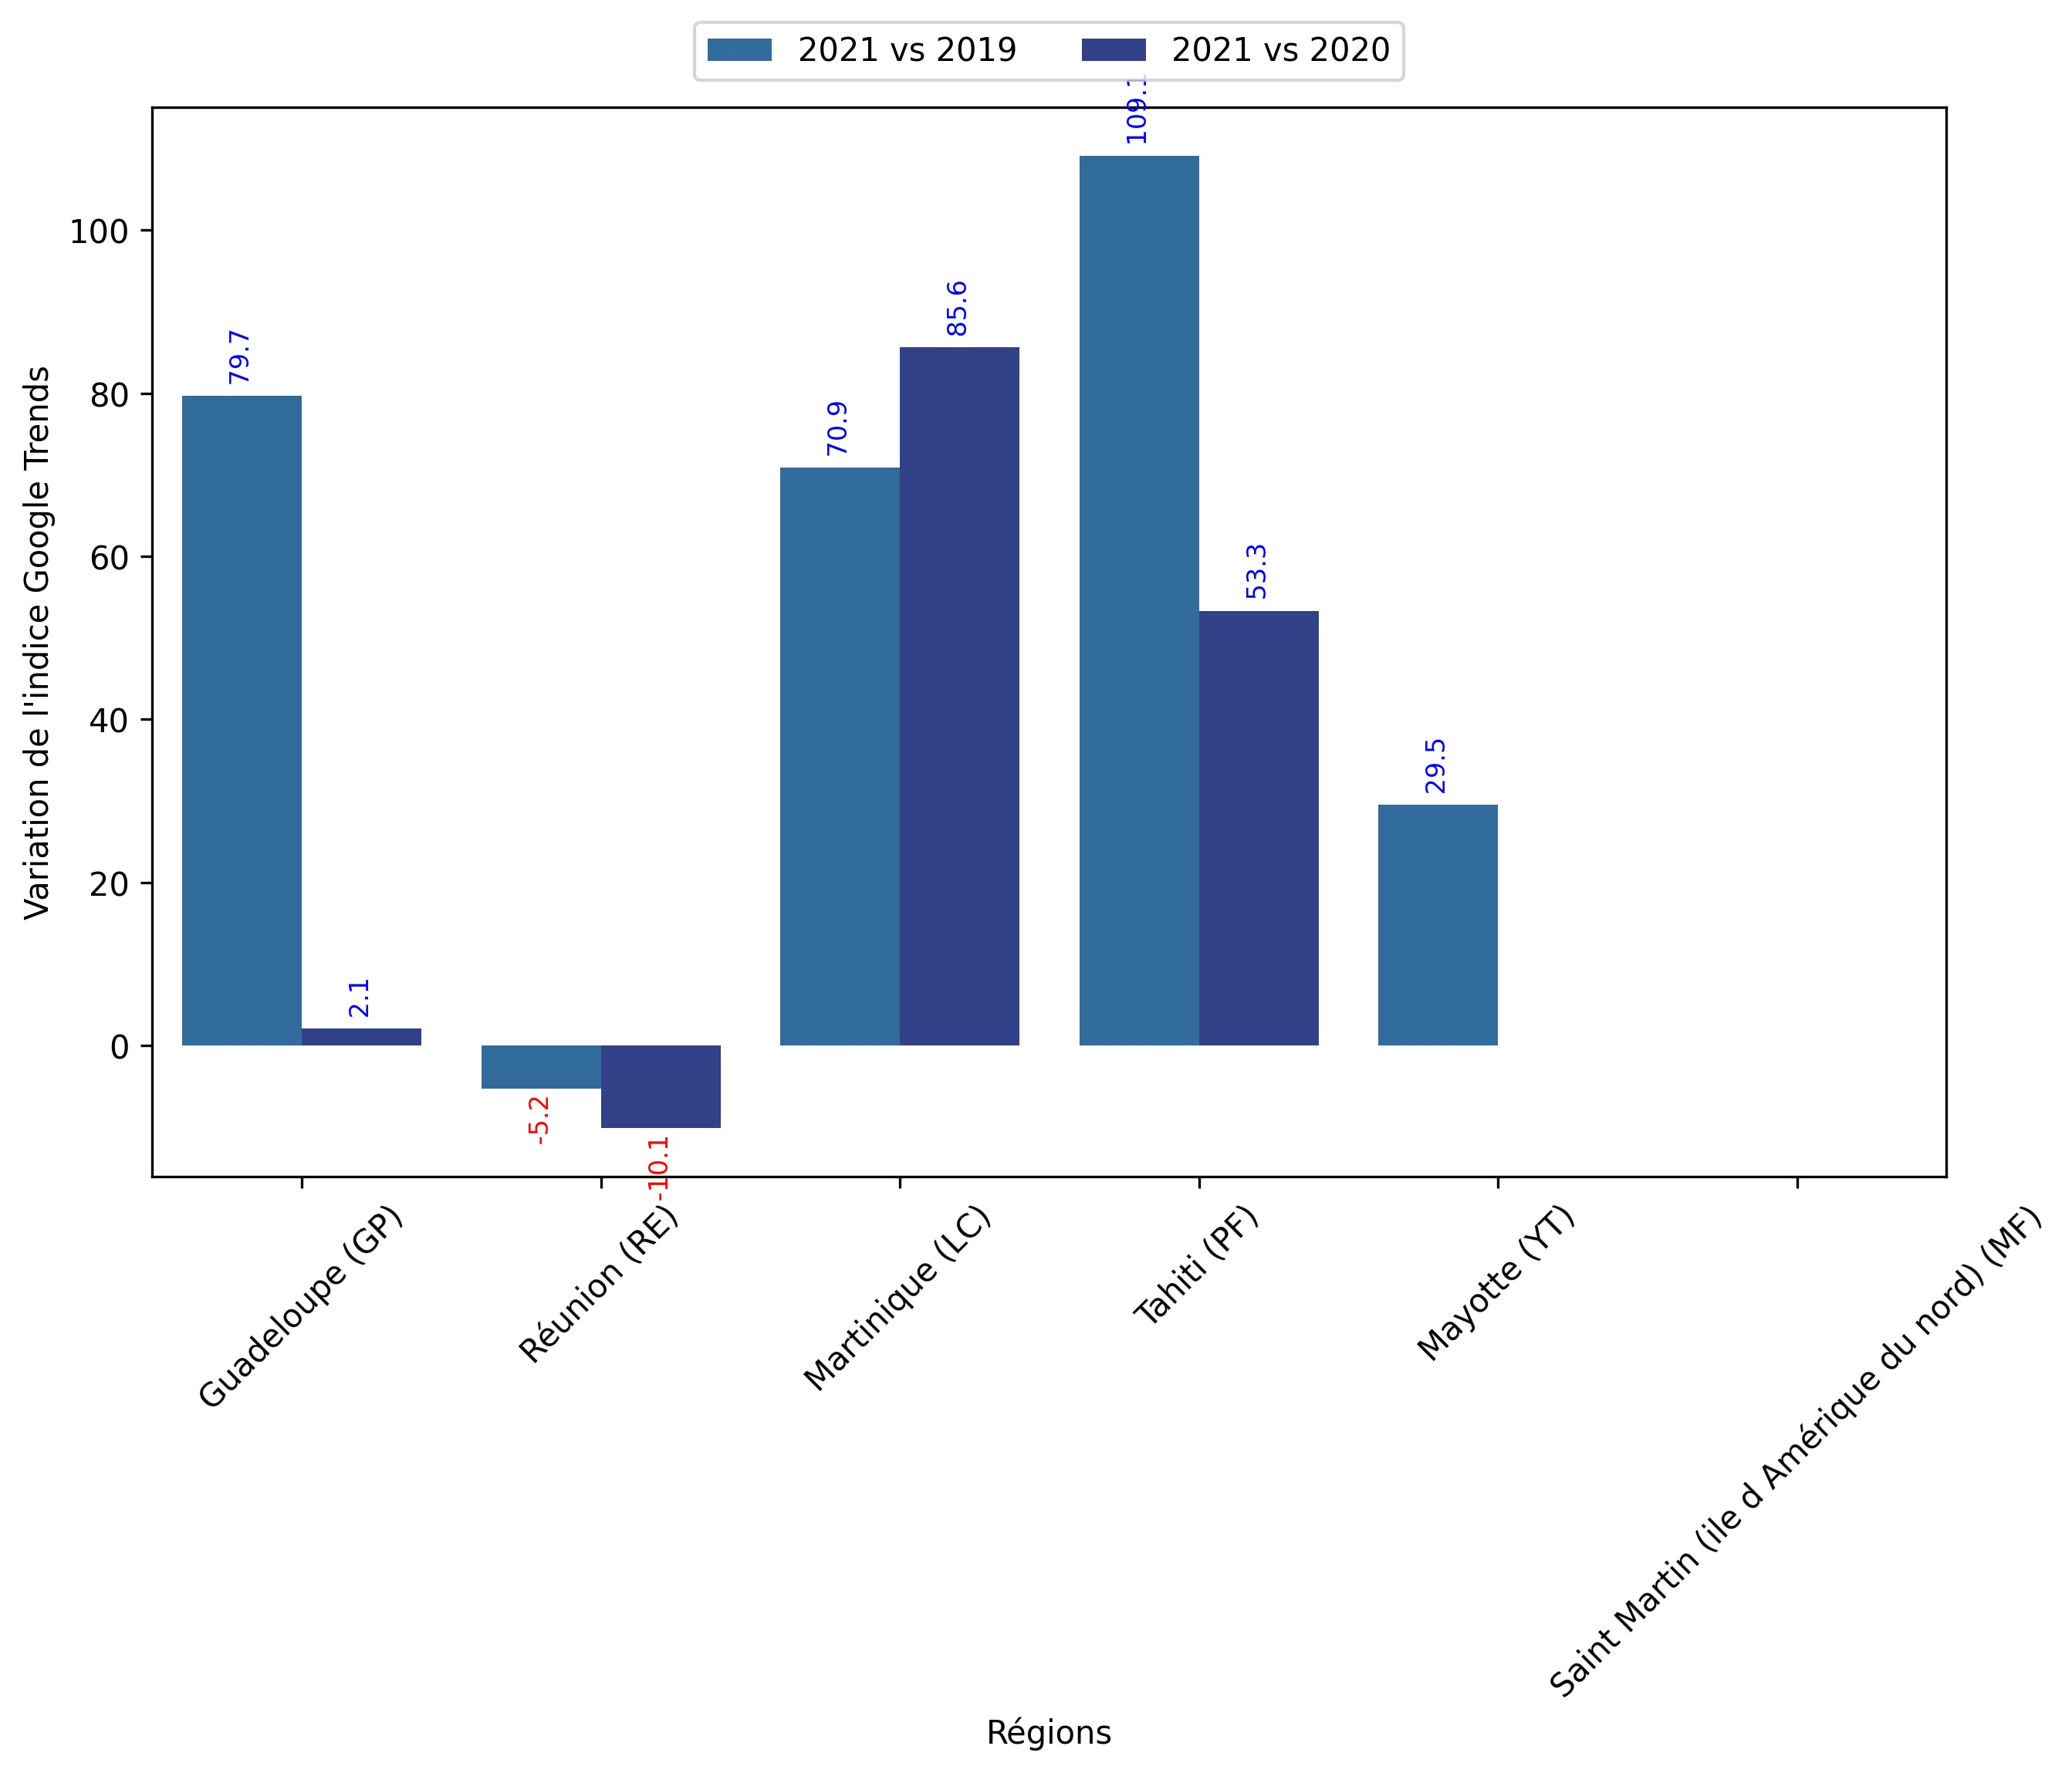 2021 vs 2019
2021 vs 2020
Variation de l'indice Google Trends
100
80
60
40
20
0
79.7
2.1
-5.2
-10.1
70.9
85.6
109.1
53.3
29.5
Guadeloupe (GP)
Réunion (RE)
Martinique (LC)
Tahiti (PF)
Mayotte (YT)
Saint Martin (ile d Amérique du nord) (MF)
Régions